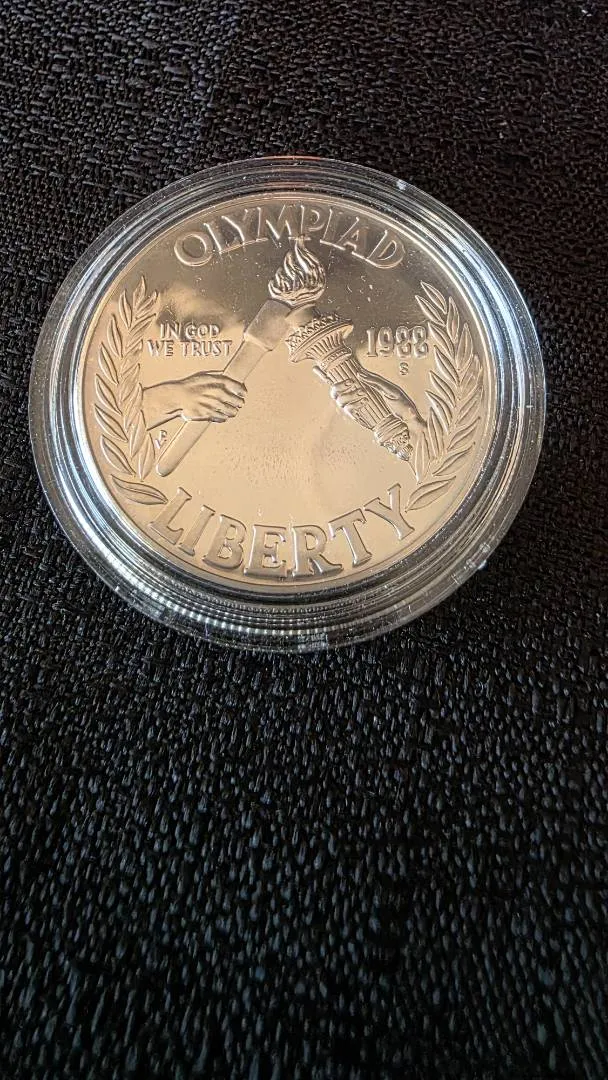 OLYMPIAD
IN GOD
WE TRUST
1988
S
LIBERTY